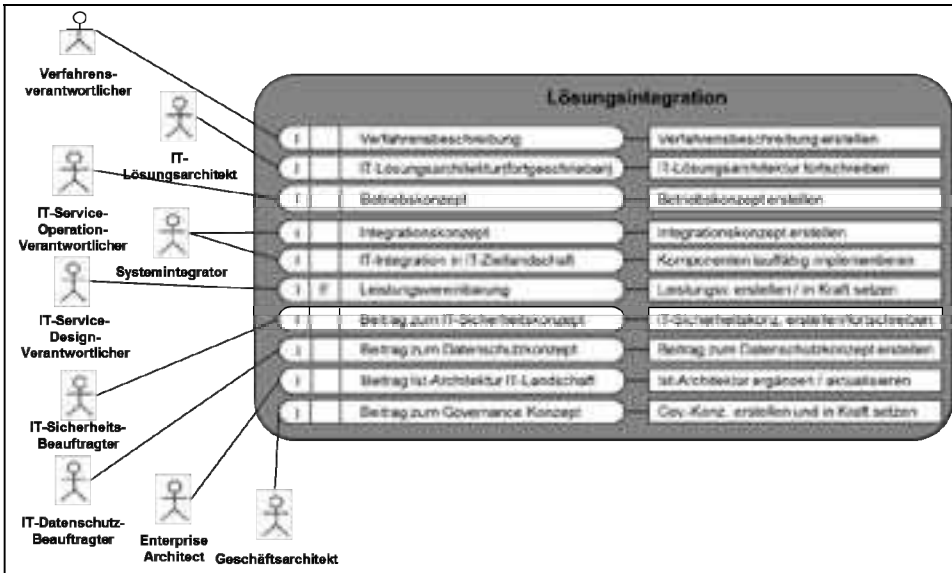 Verfahrens-
verantwortlicher
IT-
Lösungsarchitekt
IT-Service-
Operation-
Verantwortlicher
Systemintegrator
IT-Service-
Design-
Verantwortlicher
IT-Sicherheits-
Beauftragter
IT-Datenschutz-
Beauftragter
Enterprise
Architect
Geschäftsarchitekt
Lösungsintegration
Verfahrensbeschreibung Verfahrensbeschreibung erstellen
IT-Lösungsarchitektur(fortgeschrieben) IT-Lösungsarchitektur fortschreiben
Betriebskonzept Betriebskonzept erstellen
Integrationskonzept Integrationskonzept erstellen
IT-Integration in IT-Ziellandschaft Komponenten lauffähig implementieren
Leistungsvereinbarung Leistungsv. erstellen / in Kraft setzen
Beitrag zum IT-Sicherheitskonzept IT-Sicherheitskonz. erstellen/fortschreiben
Beitrag zum Datenschutzkonzept Beitrag zum Datenschutzkonzept erstellen
Beitrag Ist-Architektur IT-Landschaft Ist-Architektur ergänzen / aktualisieren
Beitrag zum Governance Konzept Gov.-Konz. erstellen und in Kraft setzen